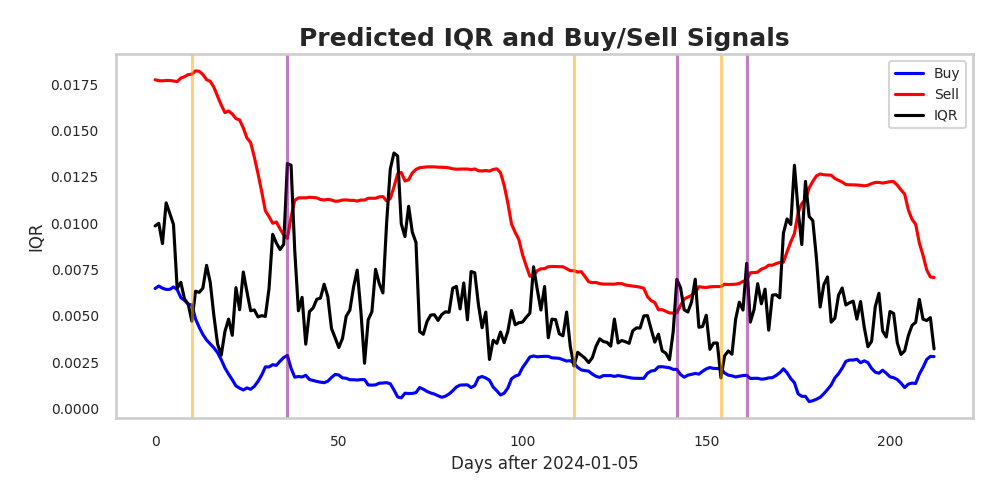 Predicted IQR and Buy/Sell Signals
Buy
Sell
IQR
IQR
0.0175
0.0150
0.0125
0.0100
0.0075
0.0050
0.0025
0.0000
0 50 100 150 200
Days after 2024-01-05